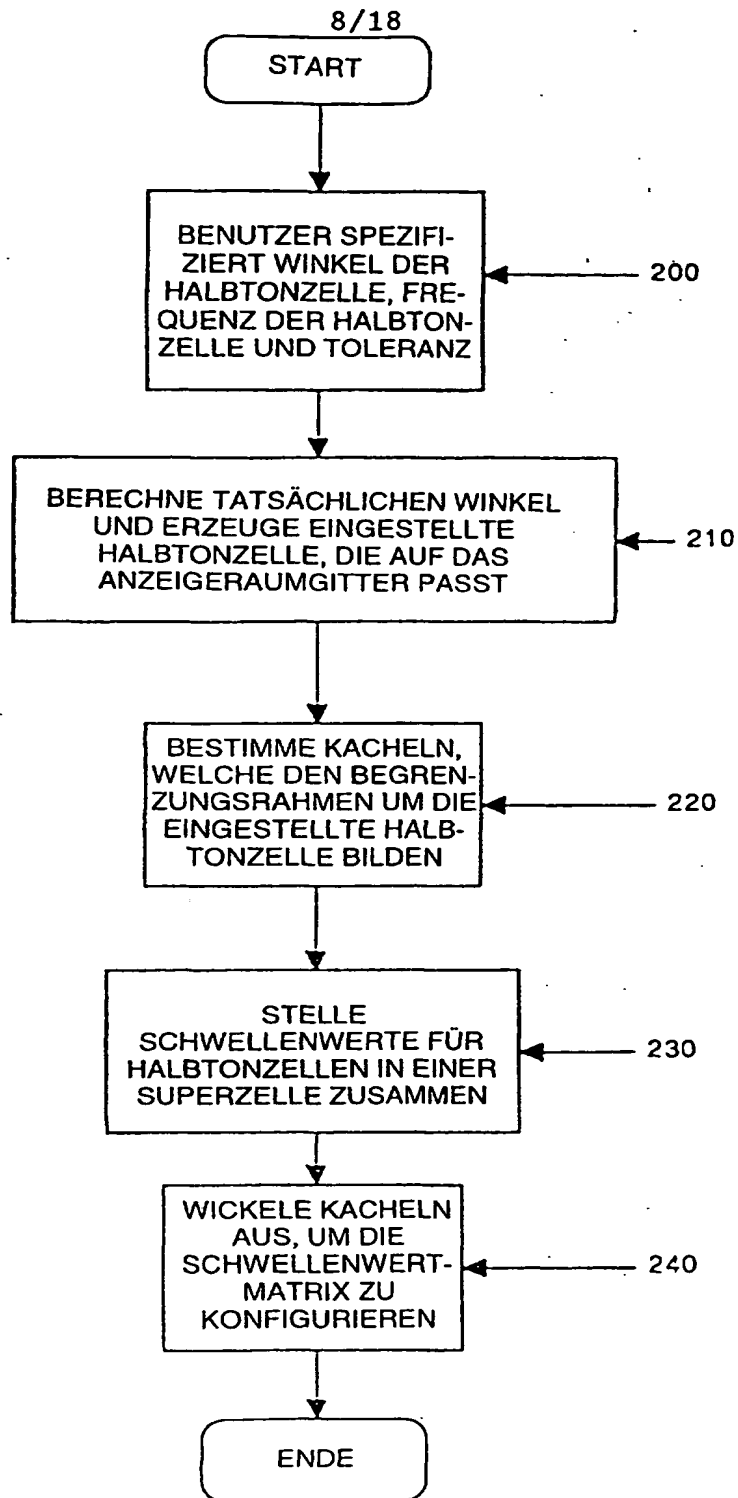 8/18
START
BENUTZER SPEZIFI-
ZIERT WINKEL DER
HALBTONZELLE, FRE-
QUENZ DER HALBTON-
ZELLE UND TOLERANZ
200
BERECHNE TATSÄCHLICHEN WINKEL
UND ERZEUGE EINGESTELLTE
HALBTONZELLE, DIE AUF DAS
ANZEIGERAUMGITTER PASST
210
BESTIMME KACHELN,
WELCHE DEN BEGREN-
ZUNGSRAHMEN UM DIE
EINGESTELLTE HALB-
TONZELLE BILDEN
220
STELLE
SCHWELLENWERTE FÜR
HALBTONZELLEN IN EINER
SUPERZELLE ZUSAMMEN
230
WICKELE KACHELN
AUS, UM DIE
SCHWELLENWERT-
MATRIX ZU
KONFIGURIEREN
240
ENDE